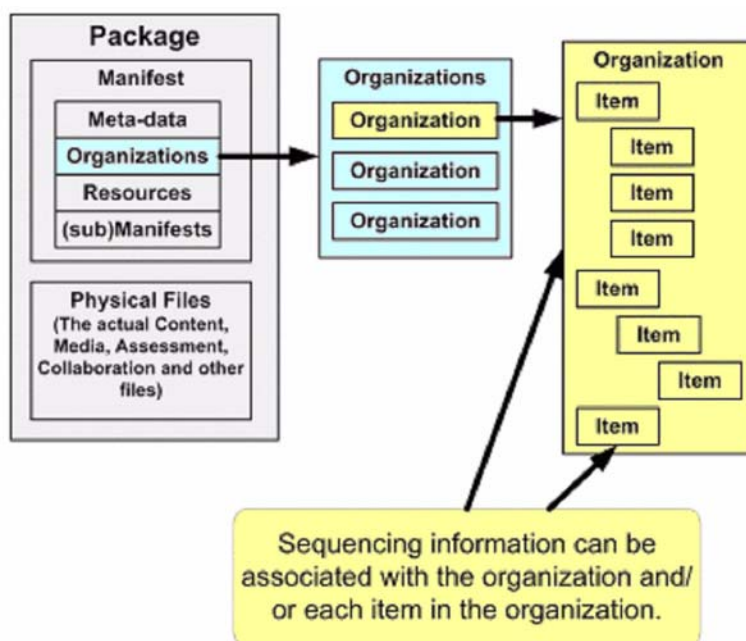 Package
Manifest
Meta-data
Organizations
Resources
(sub)Manifests
Physical Files
(The actual Content,
Media, Assessment,
Collaboration and other
files)
Organizations
Organization
Organization
Organization
Organization
Item
Item
Item
Item
Item
Item
Item
Item
Sequencing information can be
associated with the organization and/
or each item in the organization.